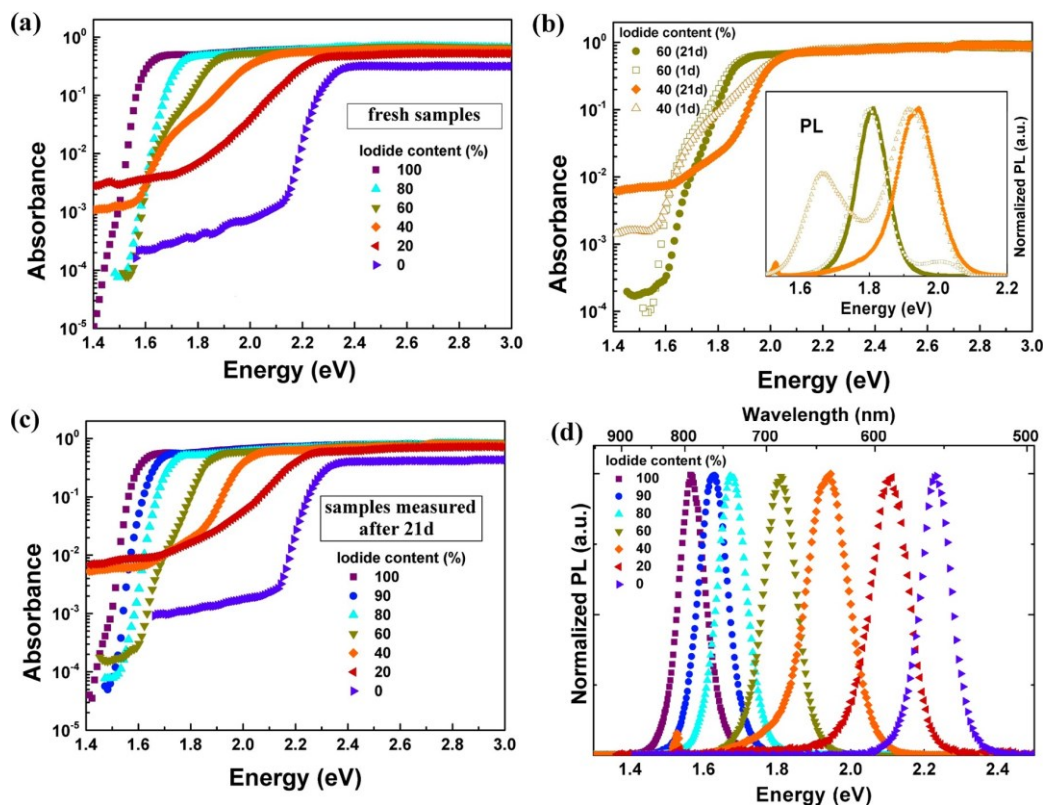 (a)
Absorbance
10⁰
10⁻¹
10⁻²
10⁻³
10⁻⁴
10⁻⁵
fresh samples
Iodide content (%)
100
80
60
40
20
0
1.4 1.6 1.8 2.0 2.2 2.4 2.6 2.8 3.0
Energy (eV)
(b)
Absorbance
10⁰
10⁻¹
10⁻²
10⁻³
10⁻⁴
Iodide content (%)
60 (21d)
60 (1d)
40 (21d)
40 (1d)
PL
Normalized PL (a.u.)
1.6 1.8 2.0 2.2
Energy (eV)
1.4 1.6 1.8 2.0 2.2 2.4 2.6 2.8 3.0
Energy (eV)
(c)
Absorbance
10⁰
10⁻¹
10⁻²
10⁻³
10⁻⁴
10⁻⁵
samples measured
after 21d
Iodide content (%)
100
90
80
60
40
20
0
1.4 1.6 1.8 2.0 2.2 2.4 2.6 2.8 3.0
Energy (eV)
(d)
Wavelength (nm)
900 800 700 600 500
Iodide content (%)
100
90
80
60
40
20
0
Normalized PL (a.u.)
1.4 1.6 1.8 2.0 2.2 2.4
Energy (eV)